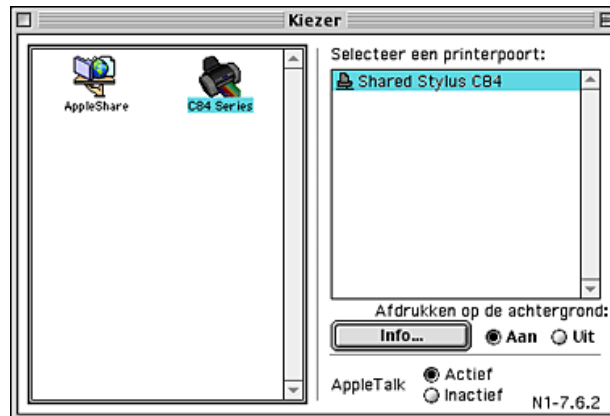 Kiezer
AppleShare
C84 Series
Selecteer een printerpoort:
Shared Stylus C84
Afdrukken op de achtergrond:
Info...
Aan
Uit
AppleTalk
Actief
Inactief
N1-7.6.2